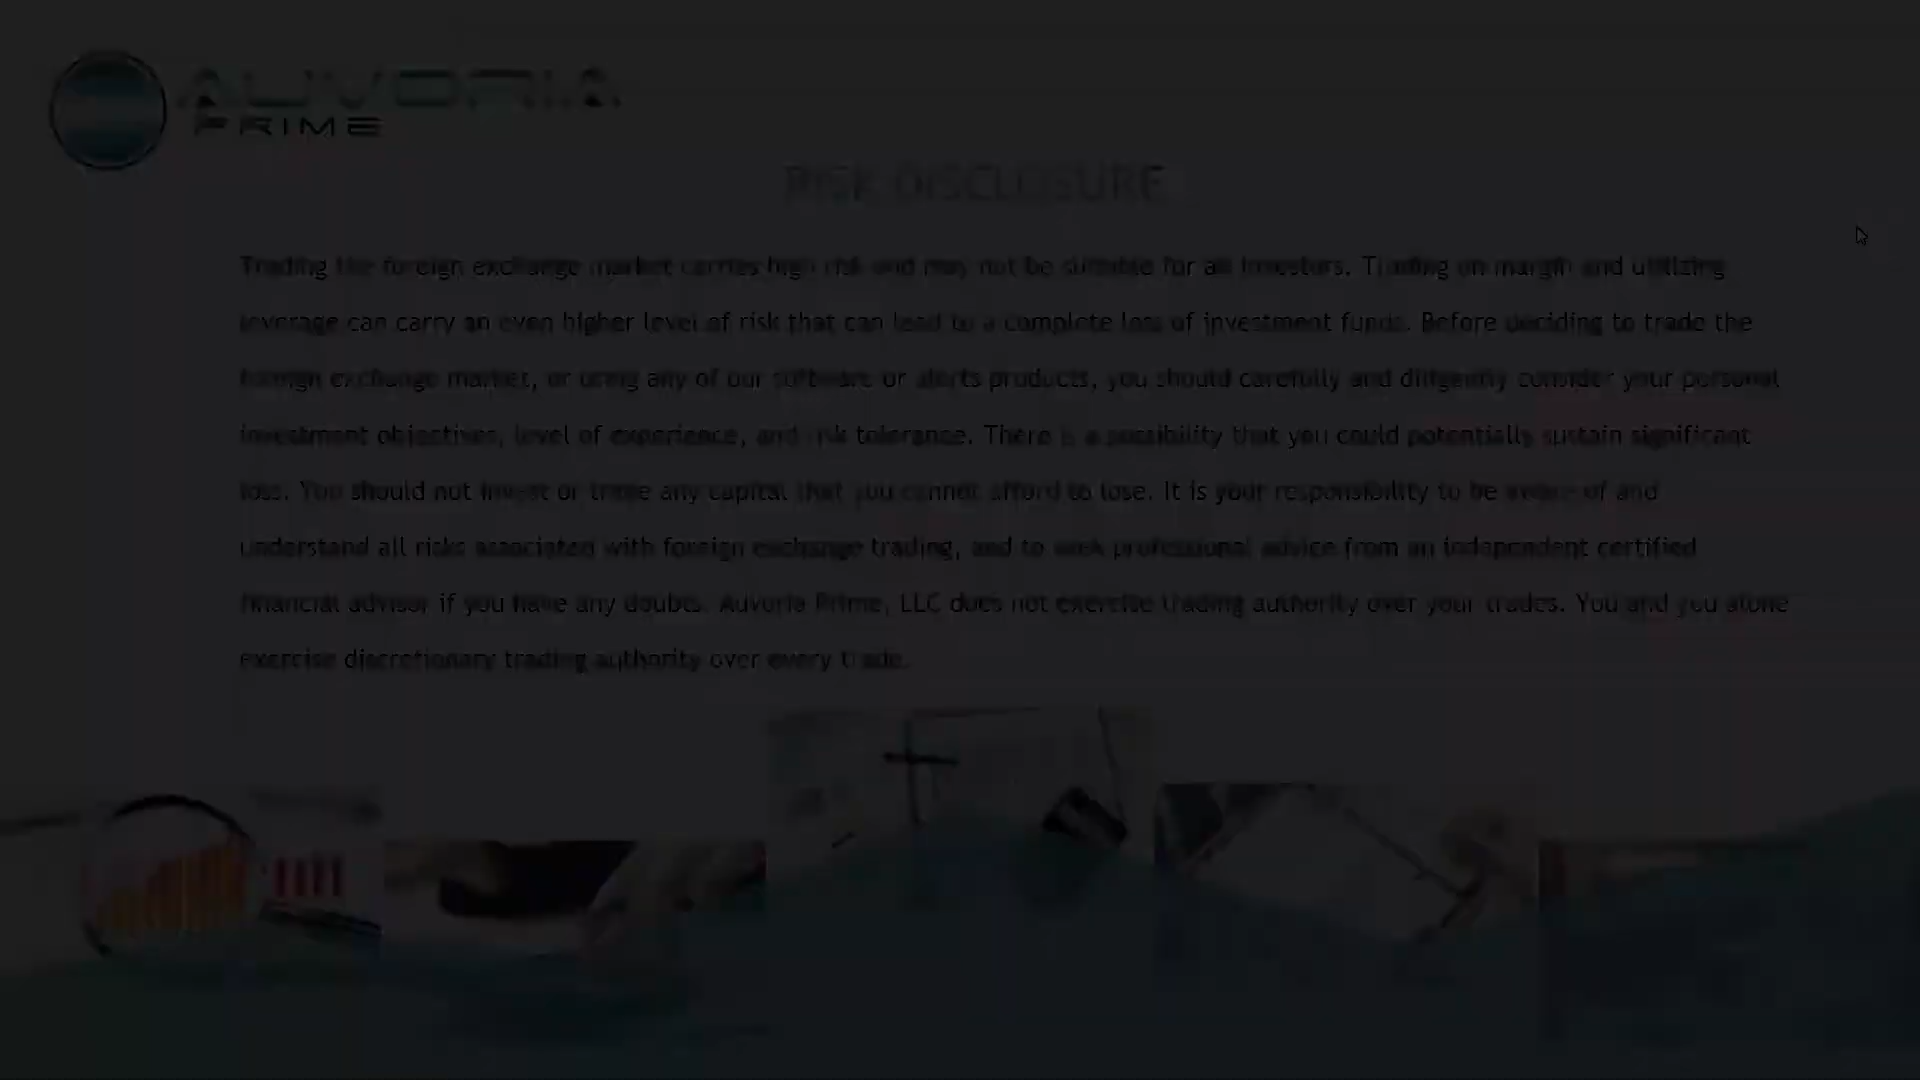 AUVORIA
PRIME
RISK DISCLOSURE
Trading the foreign exchange market carries high risk and may not be suitable for all investors. Trading on margin and utilizing
leverage can carry an even higher level of risk that can lead to a complete loss of investment funds. Before deciding to trade the
foreign exchange market, or using any of our software or alerts products, you should carefully and diligently consider your personal
investment objectives, level of experience, and risk tolerance. There is a possibility that you could potentially sustain significant
loss. You should not invest or trade any capital that you cannot afford to lose. It is your responsibility to be aware of and
understand all risks associated with foreign exchange trading, and to seek professional advice from an independent certified
financial advisor if you have any doubts. Auvoria Prime, LLC does not exercise trading authority over your trades. You and you alone
exercise discretionary trading authority over every trade.